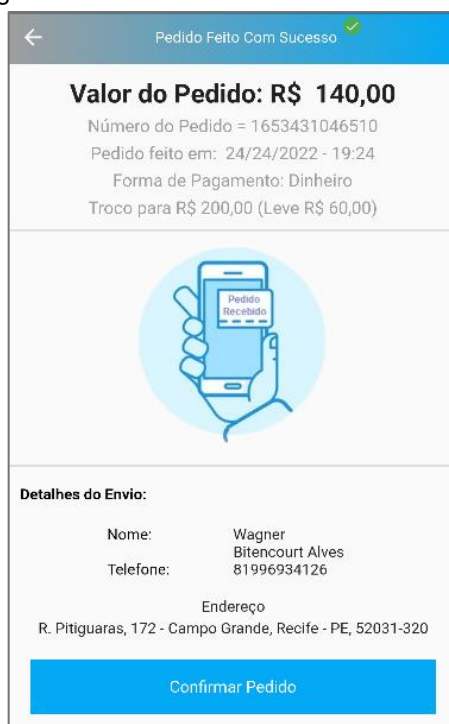 Pedido Feito Com Sucesso
Valor do Pedido: R$ 140,00
Número do Pedido = 1653431046510
Pedido feito em: 24/24/2022 - 19:24
Forma de Pagamento: Dinheiro
Troco para R$ 200,00 (Leve R$ 60,00)
Pedido
Recebido
Detalhes do Envio:
Nome: Wagner
Bitencourt Alves
Telefone: 81996934126
Endereço
R. Pitiguaras, 172 - Campo Grande, Recife - PE, 52031-320
Confirmar Pedido